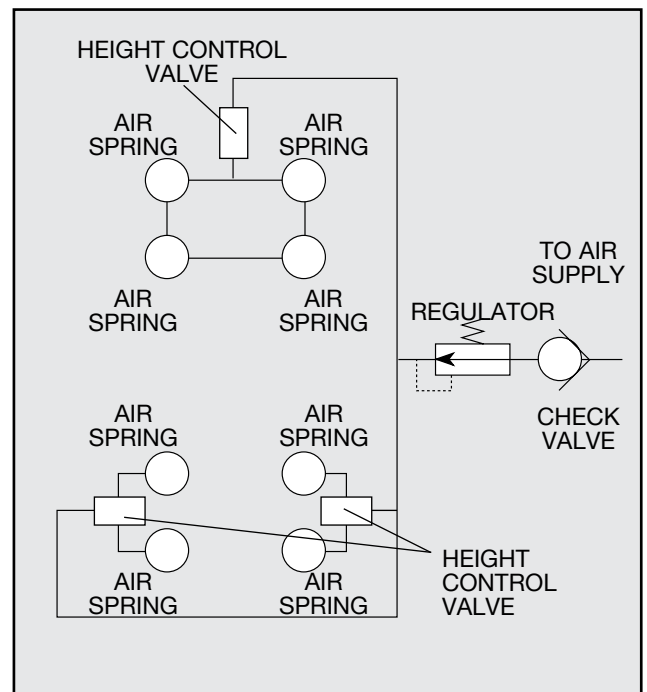 HEIGHT CONTROL
VALVE
AIR
SPRING
AIR
SPRING
AIR
SPRING
AIR
SPRING
TO AIR
SUPPLY
REGULATOR
CHECK
VALVE
AIR
SPRING
AIR
SPRING
AIR
SPRING
AIR
SPRING
HEIGHT
CONTROL
VALVE